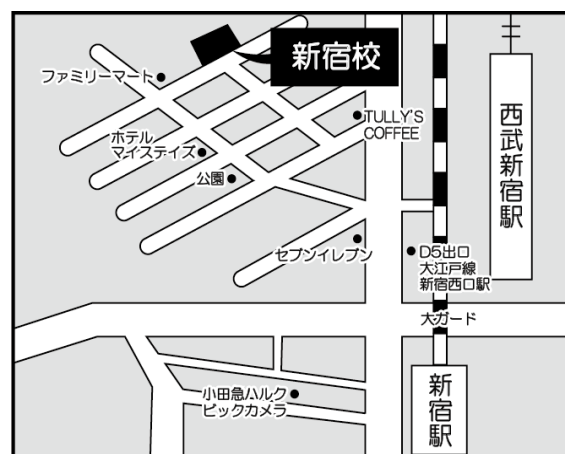 新宿校
ファミリーマート
TULLY'S
COFFEE
西武新宿駅
ホテル
マイステイズ
公園
セブンイレブン
D5出口
大江戸線
新宿西口駅
大ガード
小田急ハルク
ビックカメラ
新宿駅